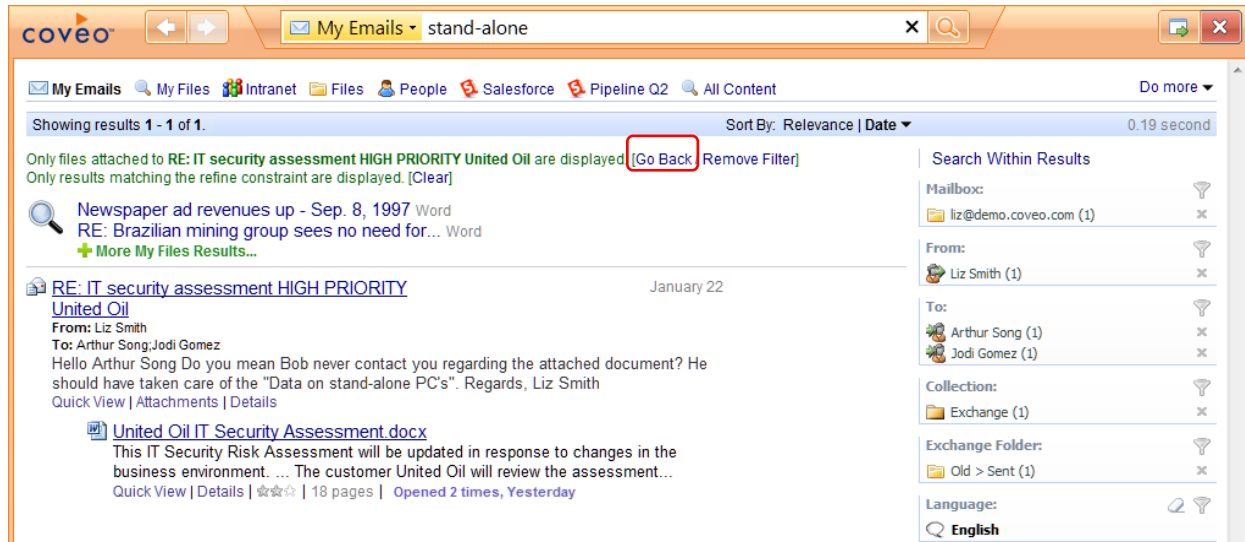 coveo™
My Emails
stand-alone
My Emails My Files Intranet Files People Salesforce Pipeline Q2 All Content Do more
Showing results 1 - 1 of 1. Sort By: Relevance | Date 0.19 second
Only files attached to RE: IT security assessment HIGH PRIORITY United Oil are displayed. [Go Back / Remove Filter]
Only results matching the refine constraint are displayed. [Clear]
Newspaper ad revenues up - Sep. 8, 1997 Word
RE: Brazilian mining group sees no need for... Word
More My Files Results...
RE: IT security assessment HIGH PRIORITY January 22
United Oil
From: Liz Smith
To: Arthur Song;Jodi Gomez
Hello Arthur Song Do you mean Bob never contact you regarding the attached document? He
should have taken care of the "Data on stand-alone PC's". Regards, Liz Smith
Quick View | Attachments | Details
United Oil IT Security Assessment.docx
This IT Security Risk Assessment will be updated in response to changes in the
business environment. ... The customer United Oil will review the assessment...
Quick View | Details | 18 pages | Opened 2 times, Yesterday
Search Within Results
Mailbox:
liz@demo.coveo.com (1)
From:
Liz Smith (1)
To:
Arthur Song (1)
Jodi Gomez (1)
Collection:
Exchange (1)
Exchange Folder:
Old > Sent (1)
Language:
English